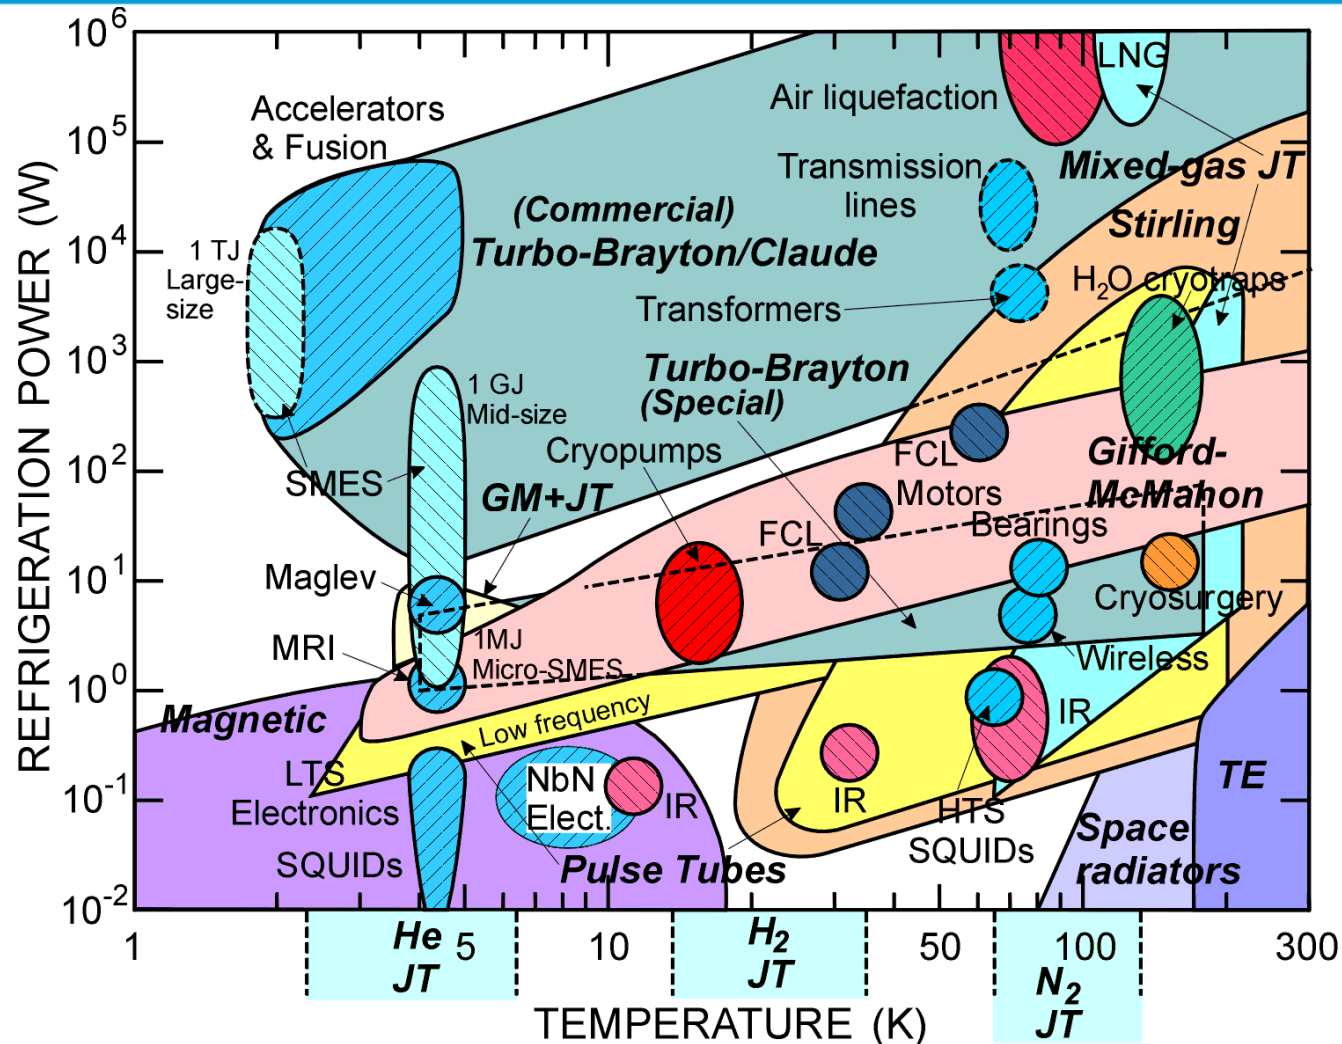 10^6
10^5
10^4
10^3
10^2
10^1
10^0
10^-1
10^-2
REFRIGERATION POWER (W)
Accelerators
& Fusion
Air liquefaction
LNG
Transmission
lines
Mixed-gas JT
(Commercial)
Turbo-Brayton/Claude
Stirling
1 TJ
Large-
size
H₂O cryotraps
Transformers
Turbo-Brayton
(Special)
1 GJ
Mid-size
Cryopumps
SMES
GM+JT
FCL
Motors
Gifford-
McMahon
FCL
Bearings
Maglev
Cryosurgery
MRI
1MJ
Micro-SMES
Wireless
Magnetic
Low frequency
IR
LTS
Electronics
NbN
Elect.
IR
IR
HTS
SQUIDs
TE
SQUIDs
Pulse Tubes
Space
radiators
1
He
JT
5
10
H₂
JT
50
100
N₂
JT
300
TEMPERATURE (K)